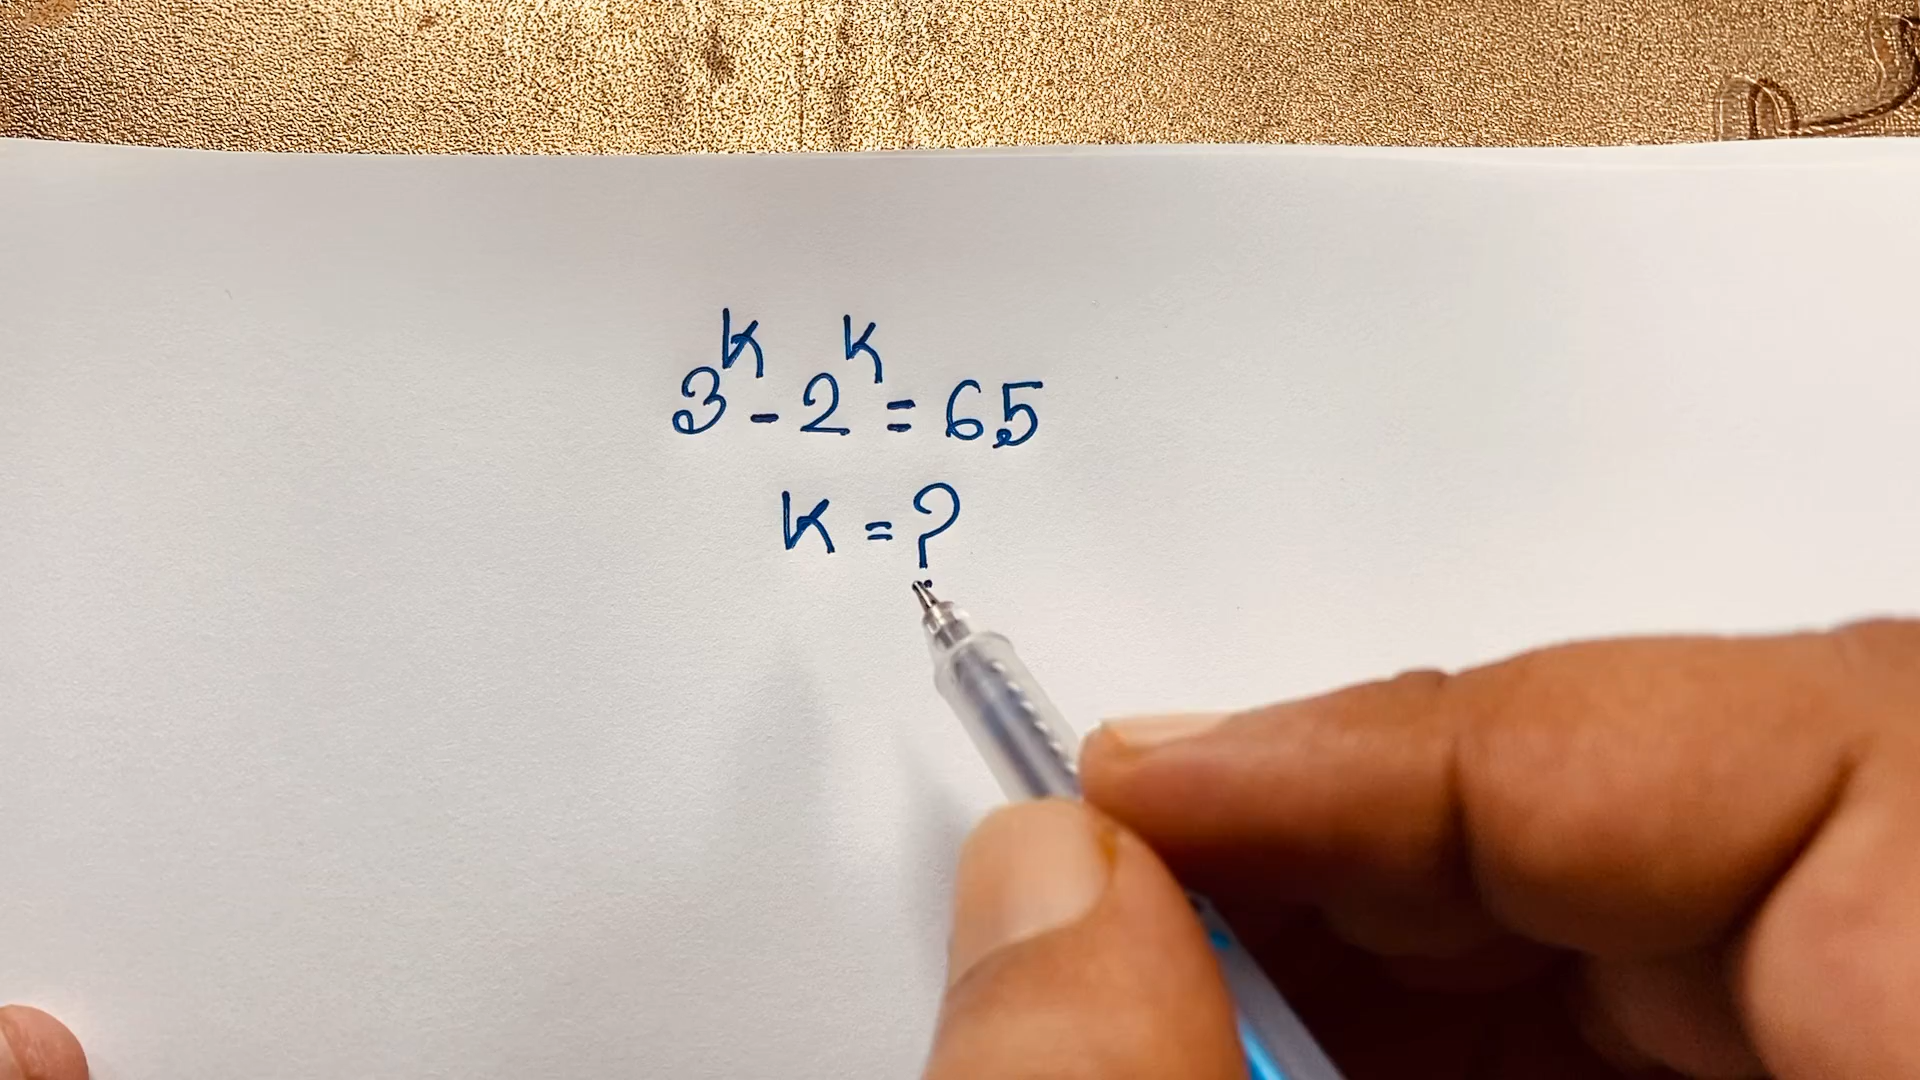 3^k - 2^k = 65
k = ?